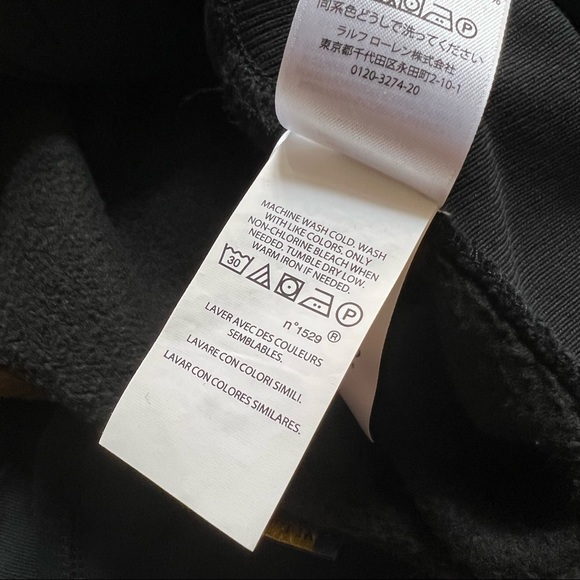 %
P
同系色どうしで洗ってください
ラルフ ローレン株式会社
東京都千代田区永田町2-10-1
0120-3274-20
MACHINE WASH COLD, WASH
WITH LIKE COLORS, ONLY
NON-CHLORINE BLEACH WHEN
NEEDED. TUMBLE DRY LOW.
WARM IRON IF NEEDED.
30 P
n°1529 ®
LAVER AVEC DES COULEURS
SEMBLABLES.
LAVARE CON COLORI SIMILI.
LAVAR CON COLORES SIMILARES.